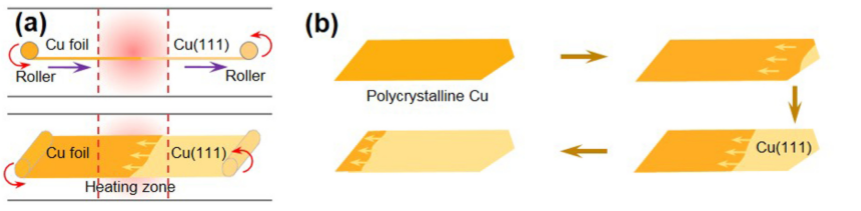 (a)
Cu foil
Cu(111)
Roller
Roller
Cu foil
Cu(111)
Heating zone
(b)
Polycrystalline Cu
Cu(111)